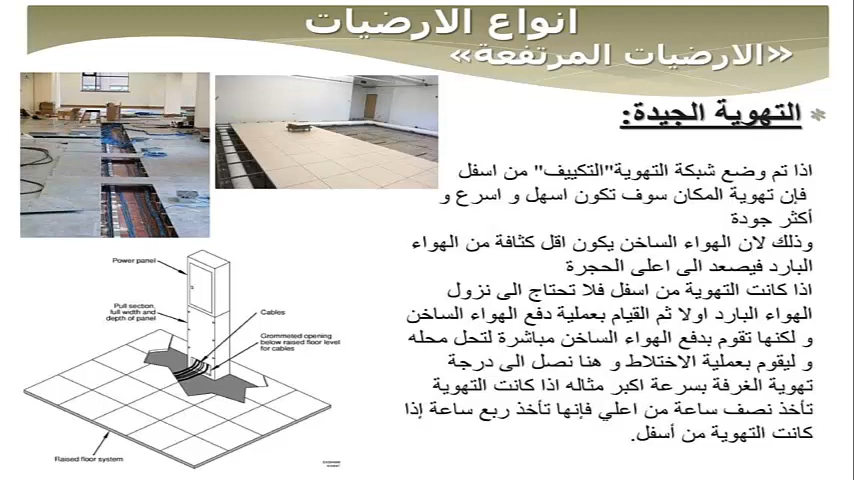 انواع الارضيات
«الارضيات المرتفعة»
التهوية الجيدة:
اذا تم وضع شبكة التهوية"التكييف" من اسفل
فإن تهوية المكان سوف تكون اسهل و اسرع و
أكثر جودة
وذلك لان الهواء الساخن يكون اقل كثافة من الهواء
البارد فيصعد الى اعلى الحجرة
اذا كانت التهوية من اسفل فلا تحتاج الى نزول
الهواء البارد اولا ثم القيام بعملية دفع الهواء الساخن
و لكنها تقوم بدفع الهواء الساخن مباشرة لتحل محله
و ليقوم بعملية الاختلاط و هنا نصل الى درجة
تهوية الغرفة بسرعة اكبر مثاله اذا كانت التهوية
تأخذ نصف ساعة من اعلي فإنها تأخذ ربع ساعة إذا
كانت التهوية من أسفل.
Power panel
Pull section,
full width and
depth of panel
Cables
Grommeted opening
below raised floor level
for cables
Raised floor system